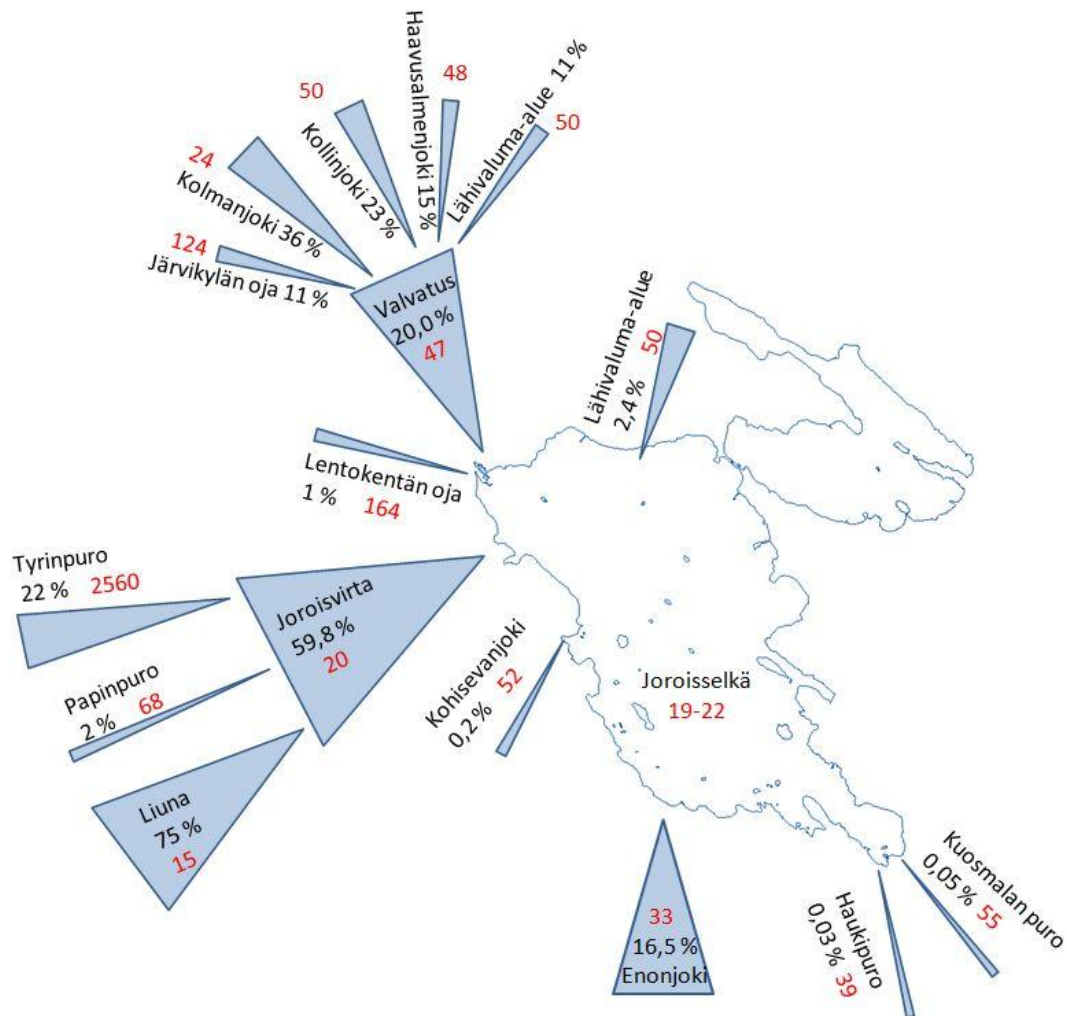 Haavusalmenjoki 15 %
48
Lähivaluma-alue 11 %
50
50
Kollinjoki 23 %
24
Kolmanjoki 36 %
124
Järvikylän oja 11 %
Valvatus
20,0 %
47
Lähivaluma-alue
2,4 % 50
Lentokentän oja
1 % 164
Tyrinpuro
22 % 2560
Joroisvirta
59,8 %
20
Papinpuro
2 % 68
Kohisevanjoki
0,2 % 52
Joroisselkä
19-22
Liuna
75 %
15
33
16,5 %
Enonjoki
Haukipuro
0,03 % 39
Kuosmalan puro
0,05 % 55